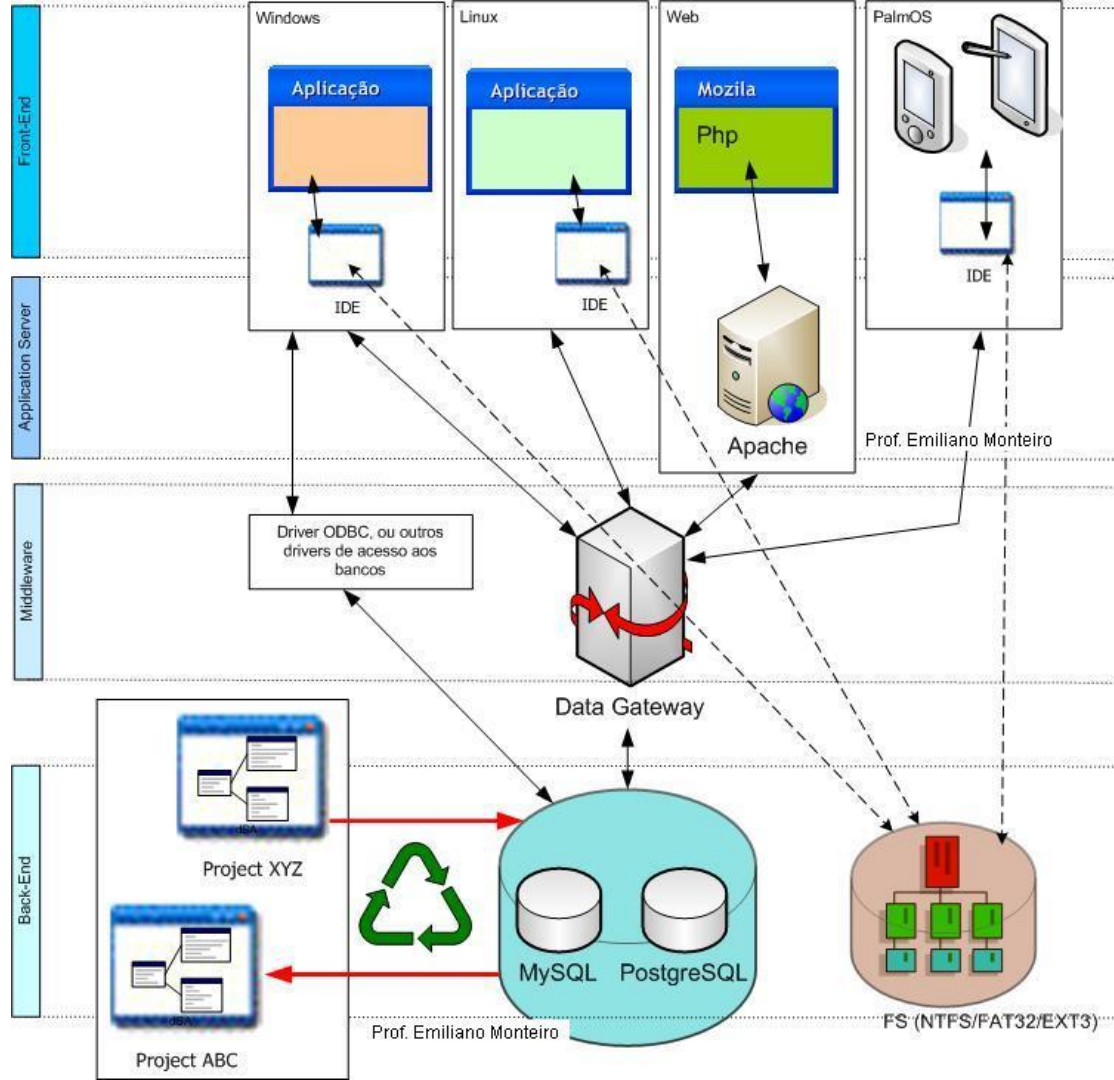 Front-End
Windows
Linux
Web
PalmOS
Aplicação
Aplicação
Mozila
Php
IDE
IDE
IDE
Application Server
Apache
Prof. Emiliano Monteiro
Middleware
Driver ODBC, ou outros
drivers de acesso aos
bancos
Data Gateway
Back-End
dSA
Project XYZ
dSA
Project ABC
MySQL
PostgreSQL
FS (NTFS/FAT32/EXT3)
Prof. Emiliano Monteiro